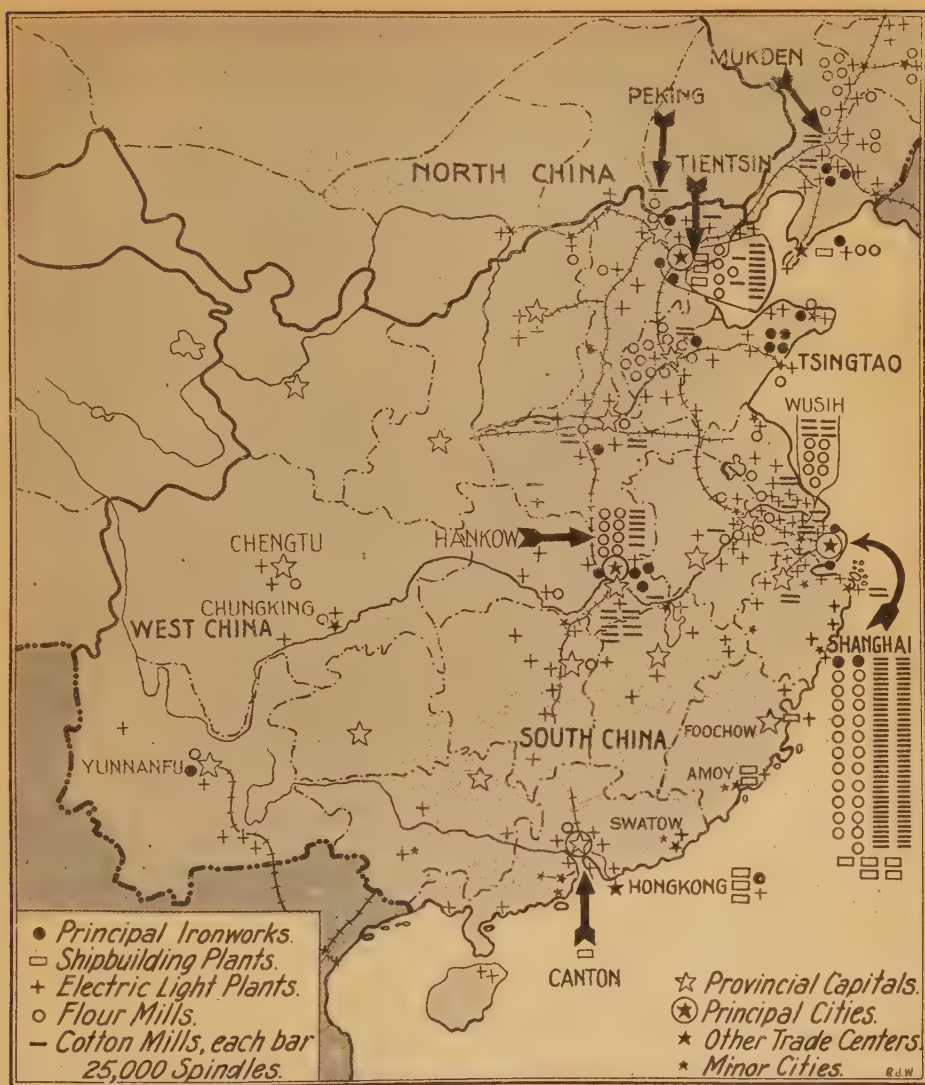 MUKDEN
PEKING
TIENTSIN
NORTH CHINA
TSINGTAO
WUSIH
HANKOW
CHENGTU
CHUNGKING
WEST CHINA
SHANGHAI
FOOCHOW
SOUTH CHINA
YUNNANFU
AMOY
SWATOW
HONGKONG
CANTON
Principal Ironworks.
Shipbuilding Plants.
Electric Light Plants.
Flour Mills.
Cotton Mills, each bar
25,000 Spindles.
Provincial Capitals.
Principal Cities.
Other Trade Centers.
Minor Cities.
R.J.W.